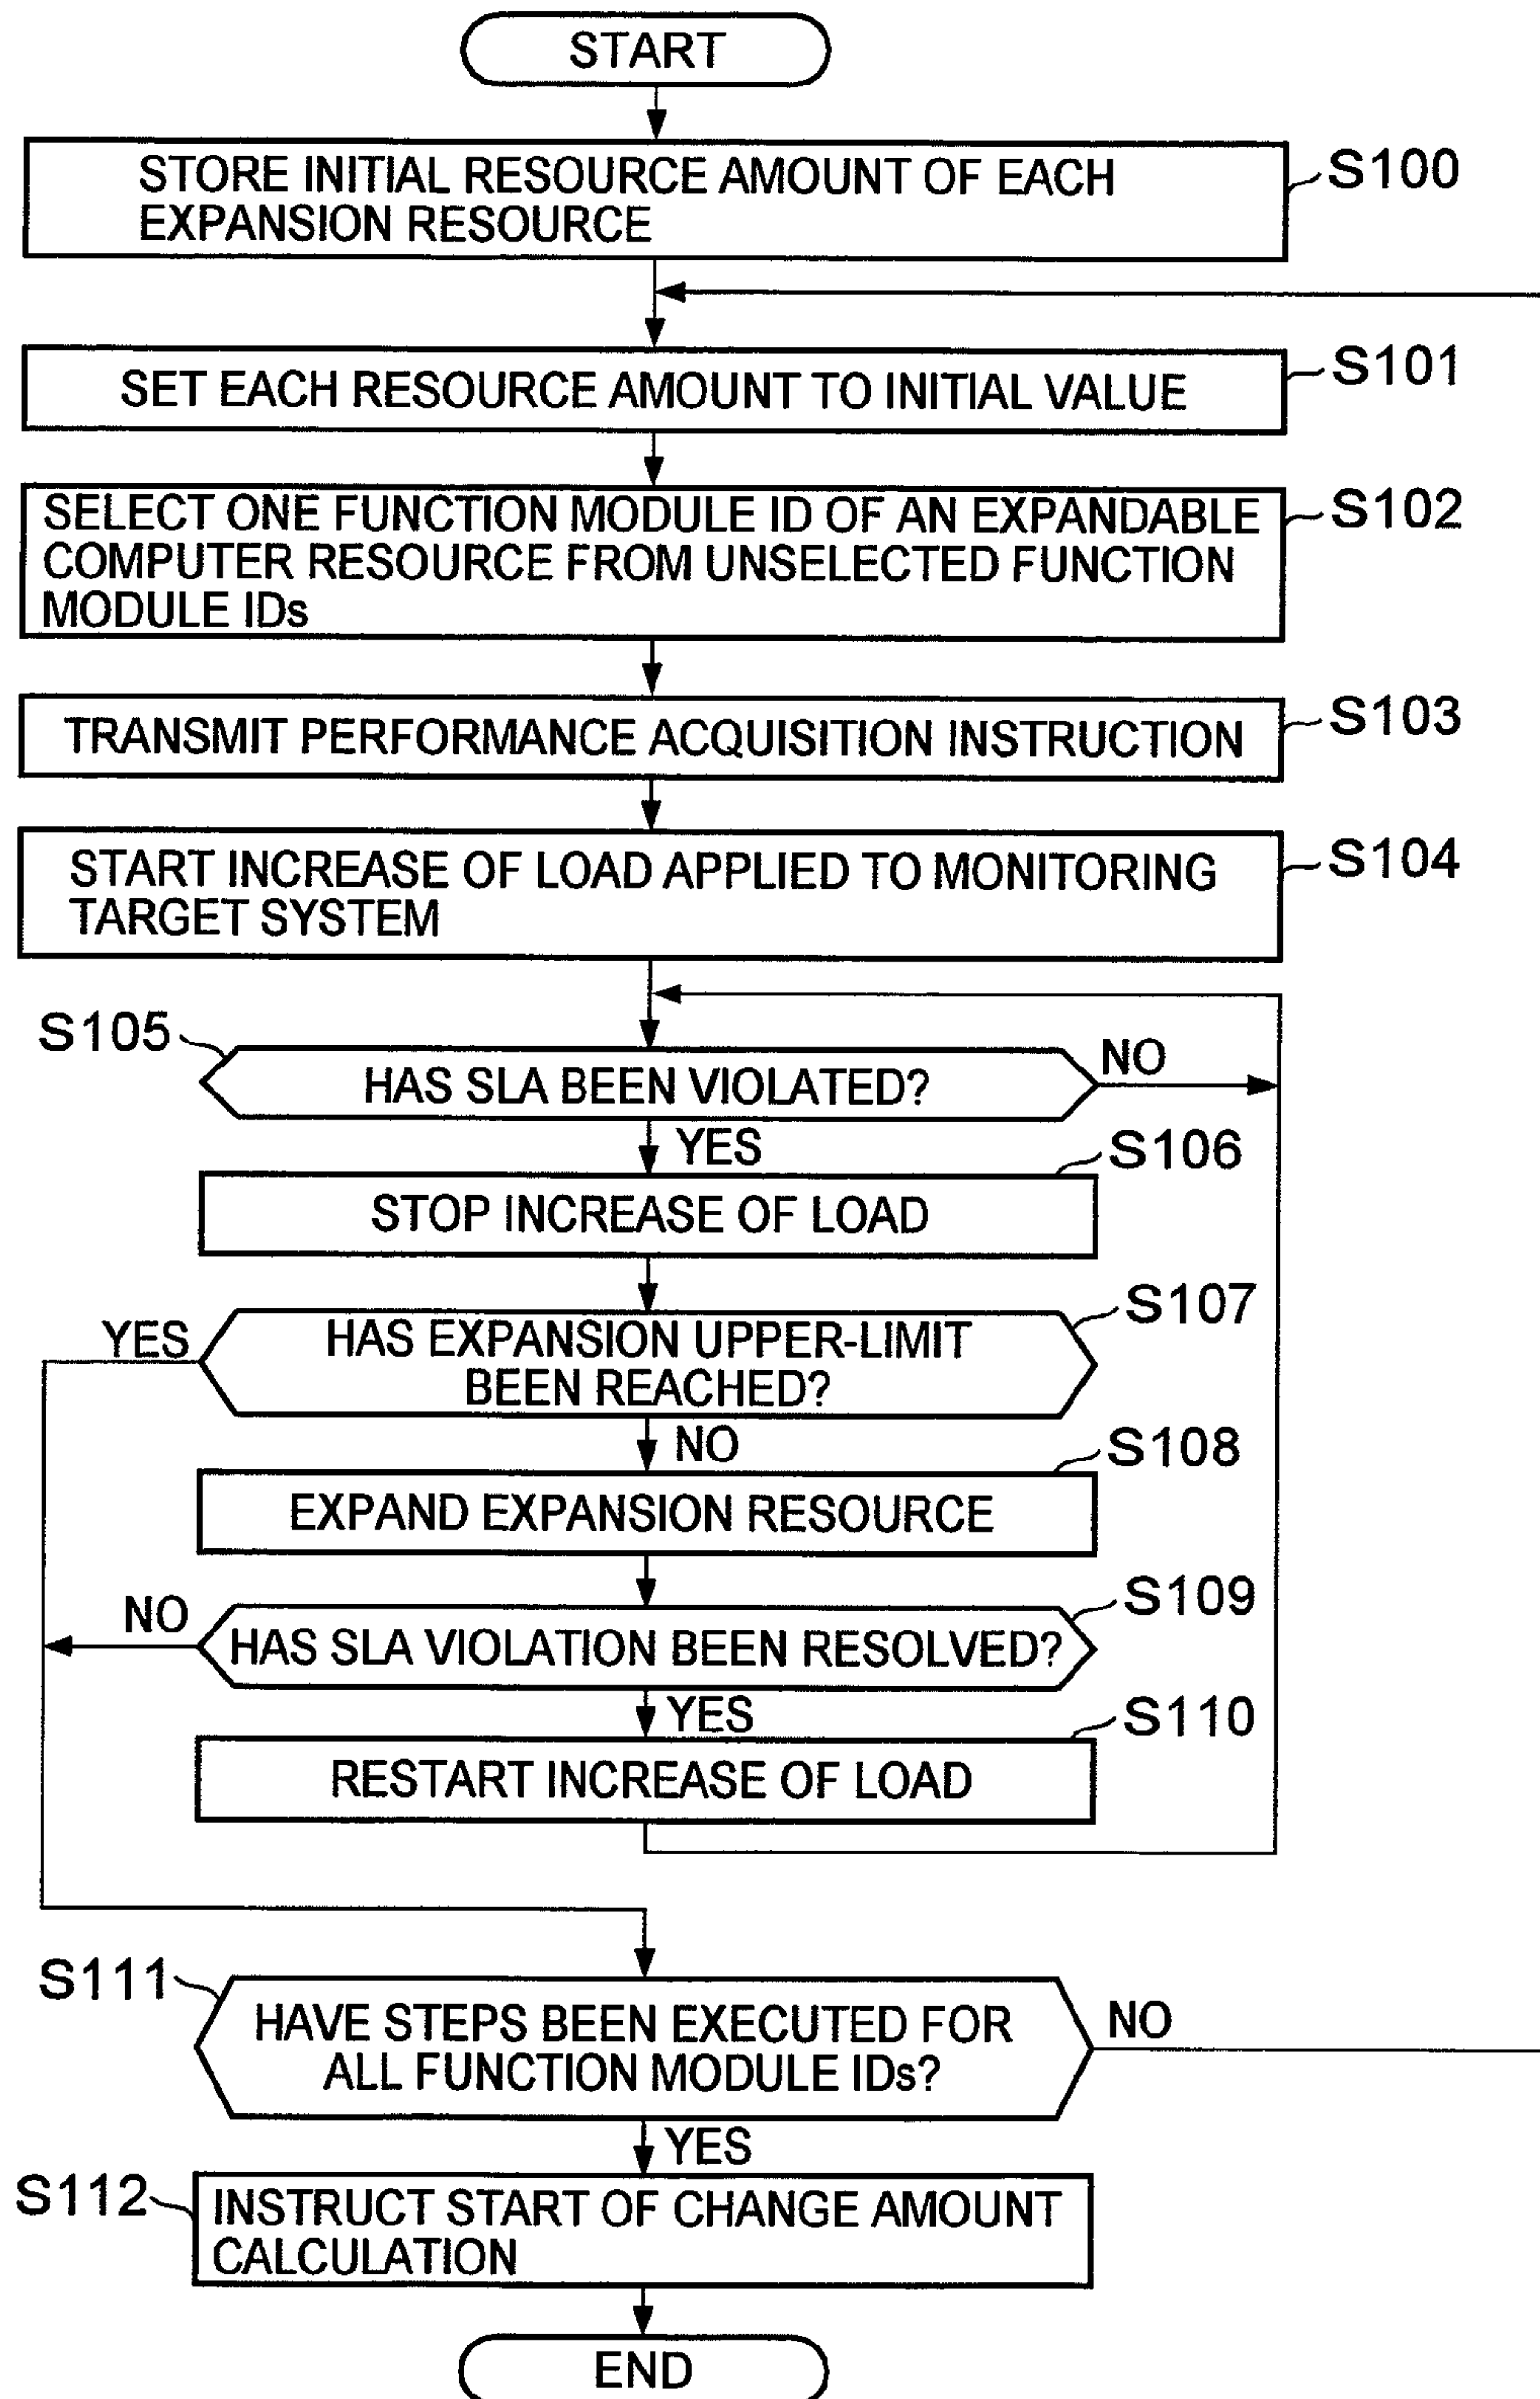 START
STORE INITIAL RESOURCE AMOUNT OF EACH
EXPANSION RESOURCE
S100
SET EACH RESOURCE AMOUNT TO INITIAL VALUE
S101
SELECT ONE FUNCTION MODULE ID OF AN EXPANDABLE
COMPUTER RESOURCE FROM UNSELECTED FUNCTION
MODULE IDs
S102
TRANSMIT PERFORMANCE ACQUISITION INSTRUCTION
S103
START INCREASE OF LOAD APPLIED TO MONITORING
TARGET SYSTEM
S104
S105
HAS SLA BEEN VIOLATED?
NO
YES
S106
STOP INCREASE OF LOAD
S107
YES
HAS EXPANSION UPPER-LIMIT
BEEN REACHED?
NO
S108
EXPAND EXPANSION RESOURCE
S109
NO
HAS SLA VIOLATION BEEN RESOLVED?
YES
S110
RESTART INCREASE OF LOAD
S111
HAVE STEPS BEEN EXECUTED FOR
ALL FUNCTION MODULE IDs?
NO
YES
S112
INSTRUCT START OF CHANGE AMOUNT
CALCULATION
END